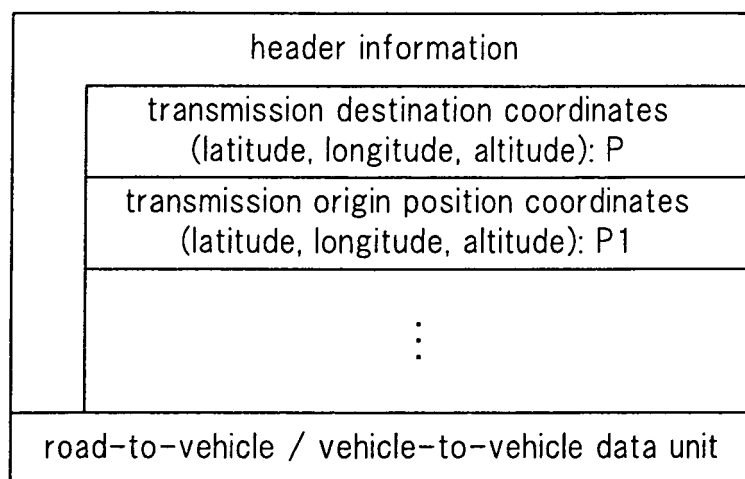 header information
transmission destination coordinates
(latitude, longitude, altitude): P
transmission origin position coordinates
(latitude, longitude, altitude): P1
⋮
road-to-vehicle / vehicle-to-vehicle data unit